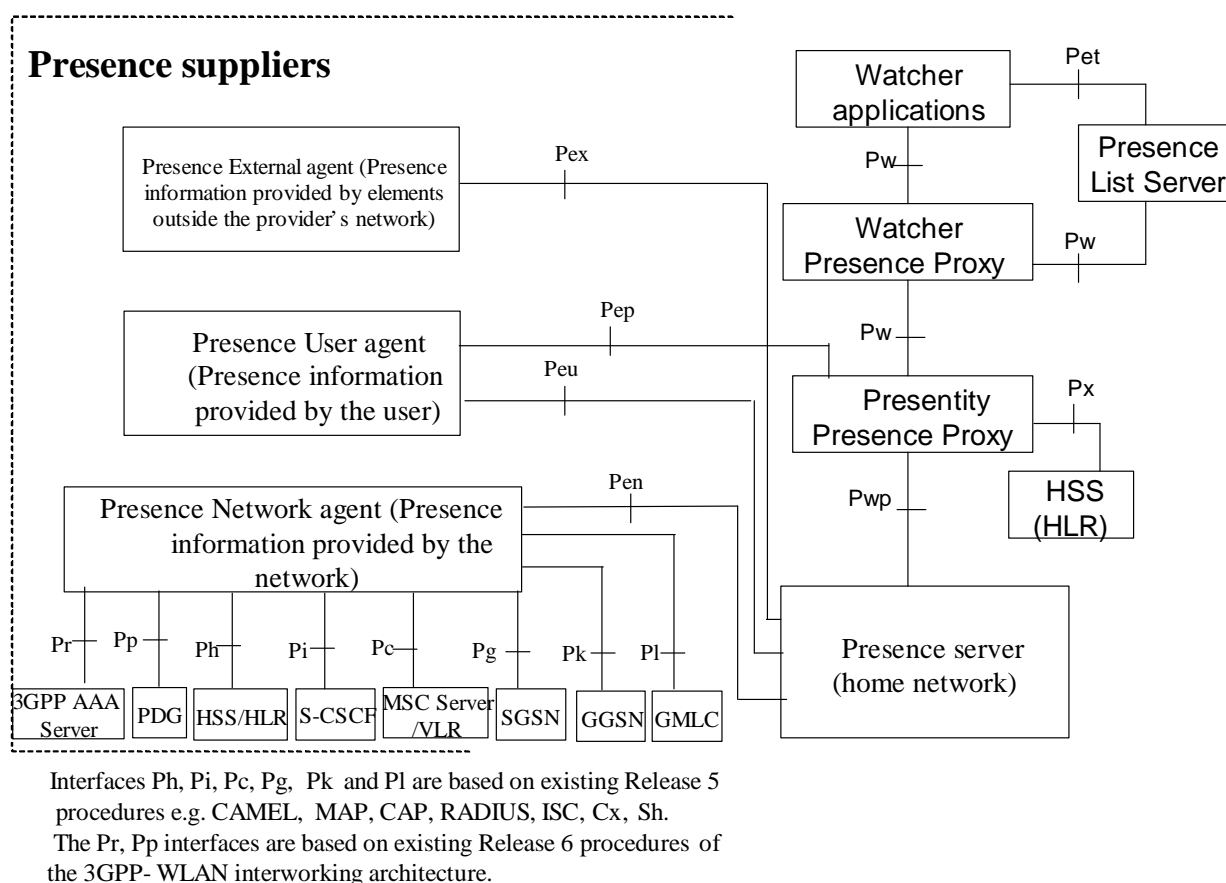 Presence suppliers
Watcher
applications
Pet
Presence
List Server
Pw
Presence External agent (Presence
information provided by elements
outside the provider's network)
Pex
Watcher
Presence Proxy
Pw
Presence User agent
(Presence information
provided by the user)
Pep
Peu
Pw
Presentity
Presence Proxy
Px
HSS
(HLR)
Presence Network agent (Presence
information provided by the
network)
Pen
Pwp
Pr
Pp
Ph
Pi
Pc
Pg
Pk
Pl
Presence server
(home network)
3GPP AAA
Server
PDG
HSS/HLR
S-CSCF
MSC Server
/VLR
SGSN
GGSN
GMLC
Interfaces Ph, Pi, Pc, Pg, Pk and Pl are based on existing Release 5
procedures e.g. CAMEL, MAP, CAP, RADIUS, ISC, Cx, Sh.
The Pr, Pp interfaces are based on existing Release 6 procedures of
the 3GPP- WLAN interworking architecture.